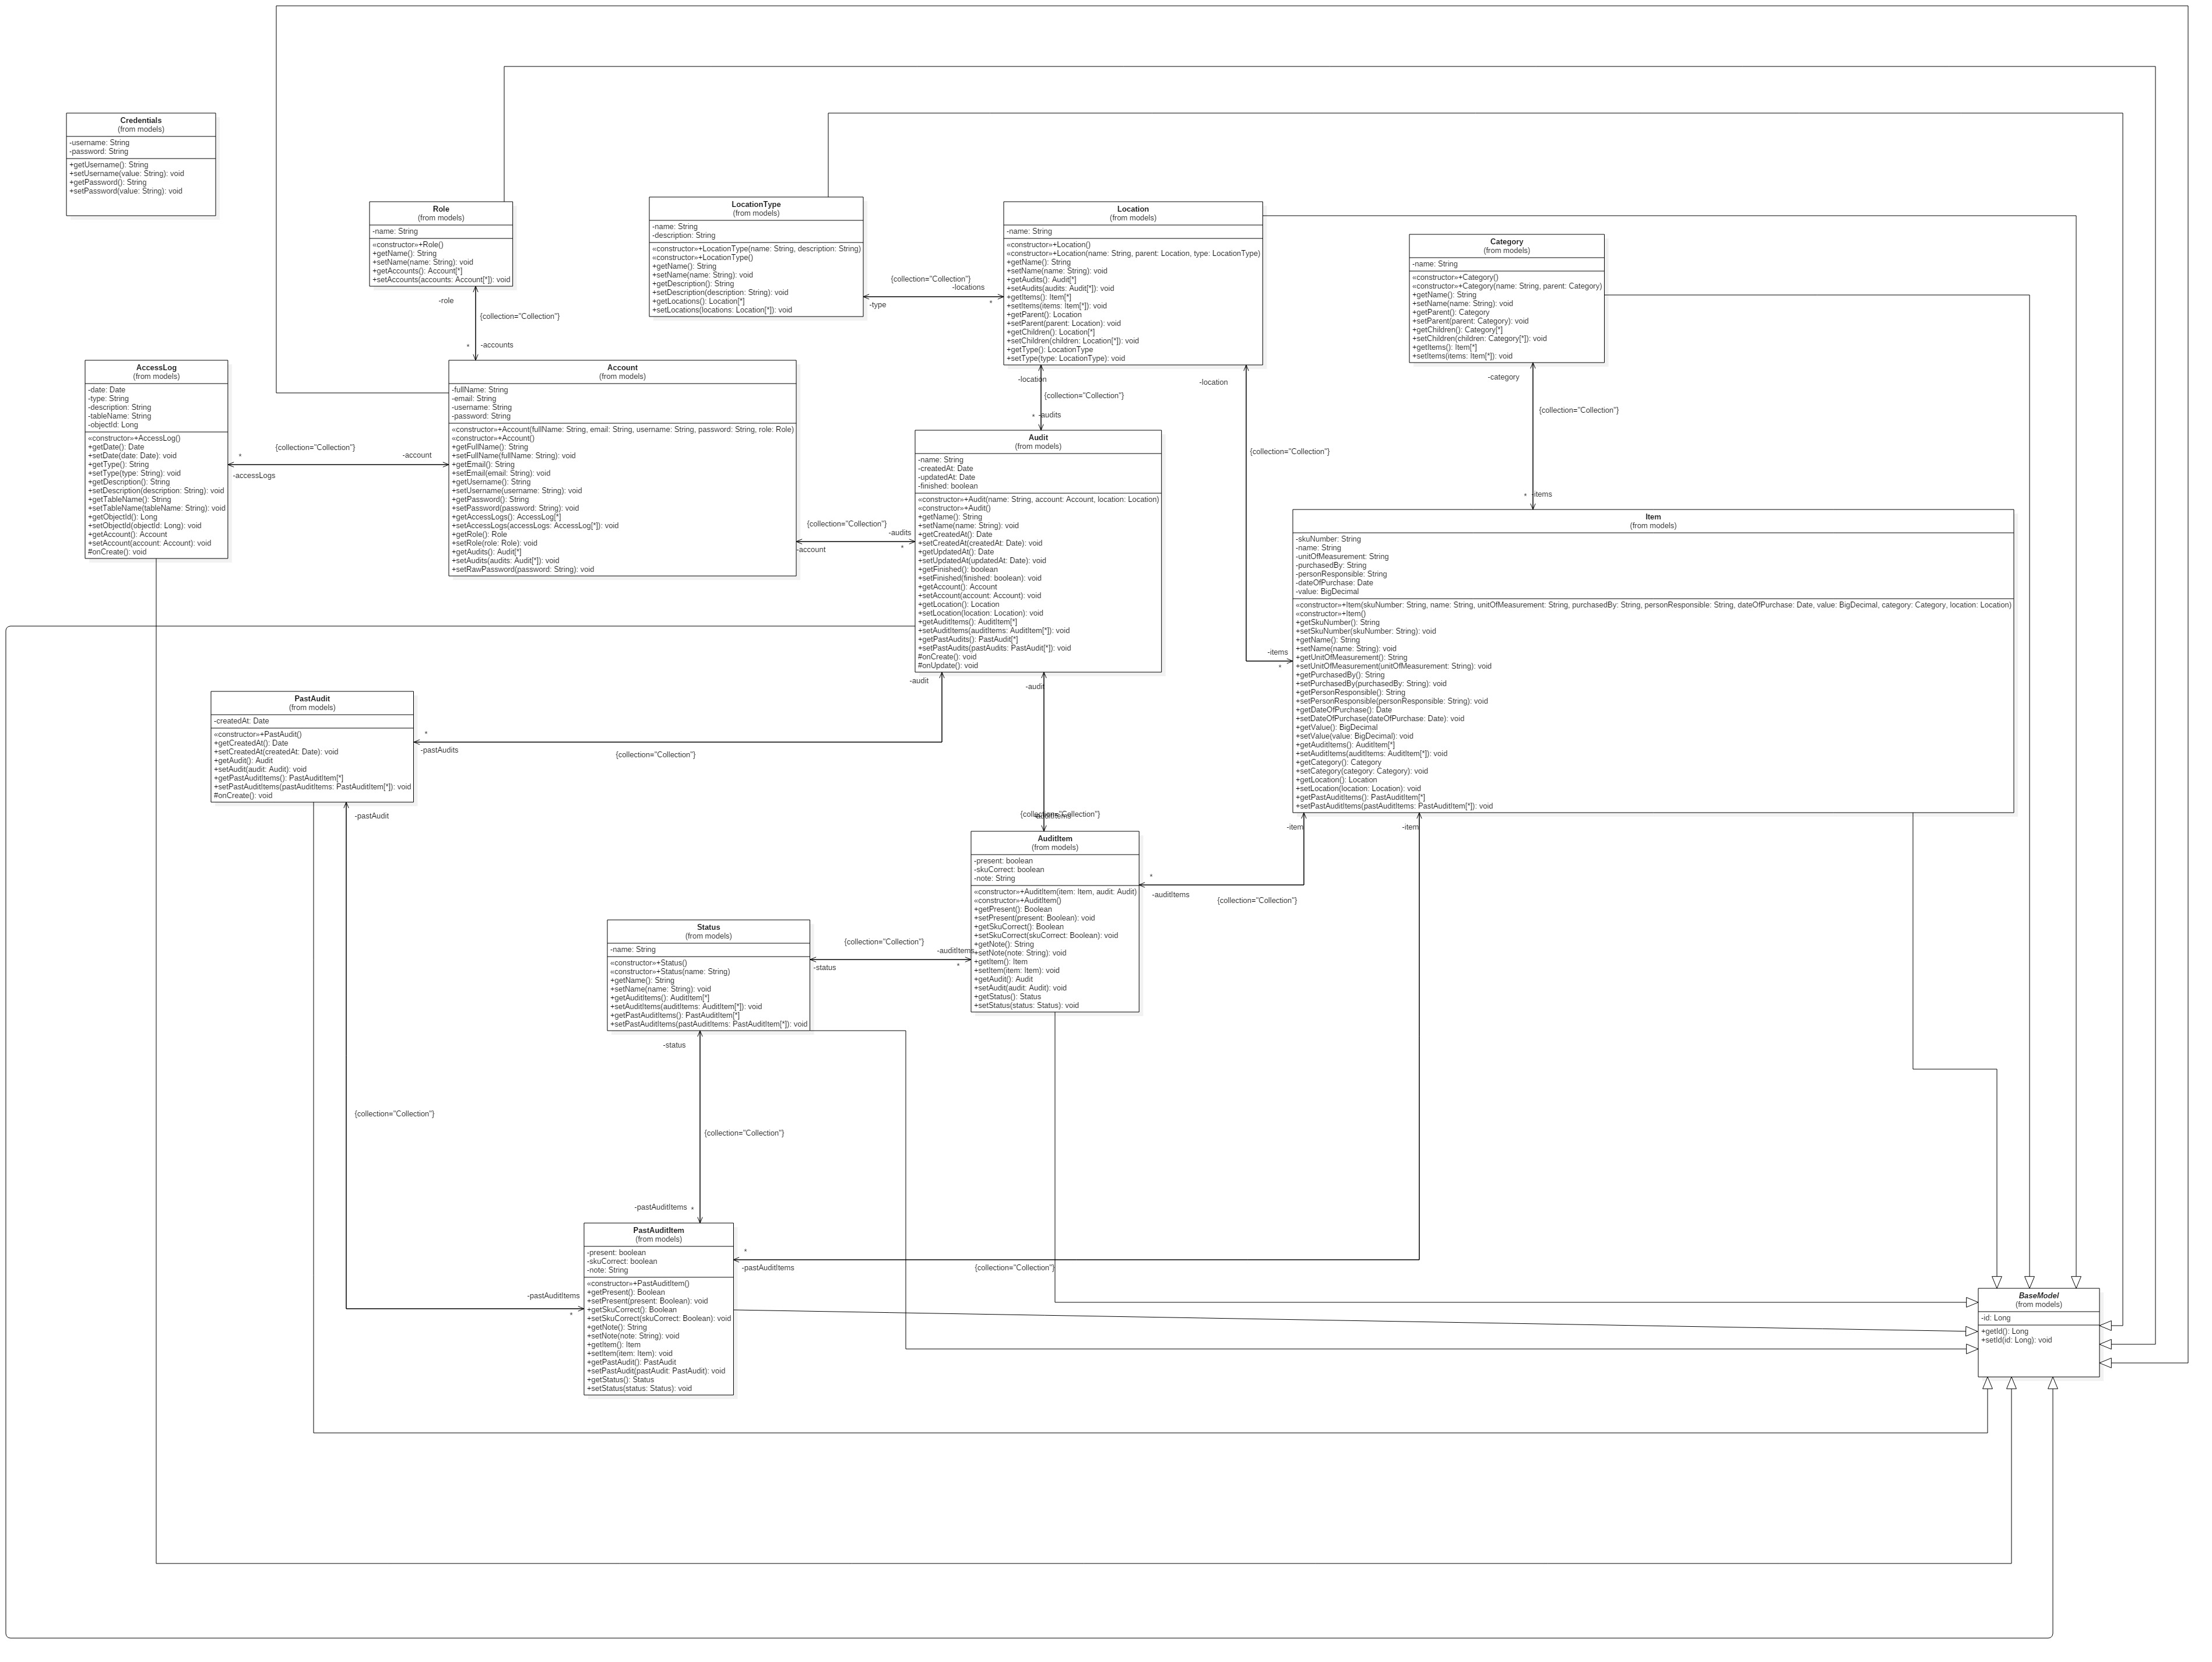 Credentials
(from models)
-username: String
-password: String
+getUsername(): String
+setUsername(value: String): void
+getPassword(): String
+setPassword(value: String): void
Role
(from models)
-name: String
«constructor»+Role()
+getName(): String
+setName(name: String): void
+getAccounts(): Account[*]
+setAccounts(accounts: Account[*]): void
LocationType
(from models)
-name: String
-description: String
«constructor»+LocationType(name: String, description: String)
«constructor»+LocationType()
+getName(): String
+setName(name: String): void
+getDescription(): String
+setDescription(description: String): void
+getLocations(): Location[*]
+setLocations(locations: Location[*]): void
{collection="Collection"}
-locations
-type
*
Location
(from models)
-name: String
«constructor»+Location()
«constructor»+Location(name: String, parent: Location, type: LocationType)
+getName(): String
+setName(name: String): void
+getAudits(): Audit[*]
+setAudits(audits: Audit[*]): void
+getItems(): Item[*]
+setItems(items: Item[*]): void
+getParent(): Location
+setParent(parent: Location): void
+getChildren(): Location[*]
+setChildren(children: Location[*]): void
+getType(): LocationType
+setType(type: LocationType): void
Category
(from models)
-name: String
«constructor»+Category()
«constructor»+Category(name: String, parent: Category)
+getName(): String
+setName(name: String): void
+getParent(): Category
+setParent(parent: Category): void
+getChildren(): Category[*]
+setChildren(children: Category[*]): void
+getItems(): Item[*]
+setItems(items: Item[*]): void
-role
{collection="Collection"}
* -accounts
AccessLog
(from models)
-date: Date
-type: String
-description: String
-tableName: String
-objectId: Long
«constructor»+AccessLog()
+getDate(): Date
+setDate(date: Date): void
+getType(): String
+setType(type: String): void
+getDescription(): String
+setDescription(description: String): void
+getTableName(): String
+setTableName(tableName: String): void
+getObjectId(): Long
+setObjectId(objectId: Long): void
+getAccount(): Account
+setAccount(account: Account): void
#onCreate(): void
{collection="Collection"}
*
-account
-accessLogs
Account
(from models)
-fullName: String
-email: String
-username: String
-password: String
«constructor»+Account(fullName: String, email: String, username: String, password: String, role: Role)
«constructor»+Account()
+getFullName(): String
+setFullName(fullName: String): void
+getEmail(): String
+setEmail(email: String): void
+getUsername(): String
+setUsername(username: String): void
+getPassword(): String
+setPassword(password: String): void
+getAccessLogs(): AccessLog[*]
+setAccessLogs(accessLogs: AccessLog[*]): void
+getRole(): Role
+setRole(role: Role): void
+getAudits(): Audit[*]
+setAudits(audits: Audit[*]): void
+setRawPassword(password: String): void
{collection="Collection"}
-audits
-account
*
-location
{collection="Collection"}
* -audits
Audit
(from models)
-name: String
-createdAt: Date
-updatedAt: Date
-finished: boolean
«constructor»+Audit(name: String, account: Account, location: Location)
«constructor»+Audit()
+getName(): String
+setName(name: String): void
+getCreatedAt(): Date
+setCreatedAt(createdAt: Date): void
+getUpdatedAt(): Date
+setUpdatedAt(updatedAt: Date): void
+getFinished(): boolean
+setFinished(finished: boolean): void
+getAccount(): Account
+setAccount(account: Account): void
+getLocation(): Location
+setLocation(location: Location): void
+getAuditItems(): AuditItem[*]
+setAuditItems(auditItems: AuditItem[*]): void
+getPastAudits(): PastAudit[*]
+setPastAudits(pastAudits: PastAudit[*]): void
#onCreate(): void
#onUpdate(): void
-location
{collection="Collection"}
-items
*
-category
{collection="Collection"}
* -items
Item
(from models)
-skuNumber: String
-name: String
-unitOfMeasurement: String
-purchasedBy: String
-personResponsible: String
-dateOfPurchase: Date
-value: BigDecimal
«constructor»+Item(skuNumber: String, name: String, unitOfMeasurement: String, purchasedBy: String, personResponsible: String, dateOfPurchase: Date, value: BigDecimal, category: Category, location: Location)
«constructor»+Item()
+getSkuNumber(): String
+setSkuNumber(skuNumber: String): void
+getName(): String
+setName(name: String): void
+getUnitOfMeasurement(): String
+setUnitOfMeasurement(unitOfMeasurement: String): void
+getPurchasedBy(): String
+setPurchasedBy(purchasedBy: String): void
+getPersonResponsible(): String
+setPersonResponsible(personResponsible: String): void
+getDateOfPurchase(): Date
+setDateOfPurchase(dateOfPurchase: Date): void
+getValue(): BigDecimal
+setValue(value: BigDecimal): void
+getAuditItems(): AuditItem[*]
+setAuditItems(auditItems: AuditItem[*]): void
+getCategory(): Category
+setCategory(category: Category): void
+getLocation(): Location
+setLocation(location: Location): void
+getPastAuditItems(): PastAuditItem[*]
+setPastAuditItems(pastAuditItems: PastAuditItem[*]): void
PastAudit
(from models)
-createdAt: Date
«constructor»+PastAudit()
+getCreatedAt(): Date
+setCreatedAt(createdAt: Date): void
+getAudit(): Audit
+setAudit(audit: Audit): void
+getPastAuditItems(): PastAuditItem[*]
+setPastAuditItems(pastAuditItems: PastAuditItem[*]): void
#onCreate(): void
-audit
*
-pastAudits
{collection="Collection"}
-audit
{collection="Collection"}
-auditItems
AuditItem
(from models)
-present: boolean
-skuCorrect: boolean
-note: String
«constructor»+AuditItem(item: Item, audit: Audit)
«constructor»+AuditItem()
+getPresent(): Boolean
+setPresent(present: Boolean): void
+getSkuCorrect(): Boolean
+setSkuCorrect(skuCorrect: Boolean): void
+getNote(): String
+setNote(note: String): void
+getItem(): Item
+setItem(item: Item): void
+getAudit(): Audit
+setAudit(audit: Audit): void
+getStatus(): Status
+setStatus(status: Status): void
-item
*
-auditItems
{collection="Collection"}
-item
Status
(from models)
-name: String
«constructor»+Status()
«constructor»+Status(name: String)
+getName(): String
+setName(name: String): void
+getAuditItems(): AuditItem[*]
+setAuditItems(auditItems: AuditItem[*]): void
+getPastAuditItems(): PastAuditItem[*]
+setPastAuditItems(pastAuditItems: PastAuditItem[*]): void
{collection="Collection"}
-auditItems
-status
*
-pastAudit
{collection="Collection"}
-pastAuditItems
*
-status
{collection="Collection"}
-pastAuditItems *
PastAuditItem
(from models)
-present: boolean
-skuCorrect: boolean
-note: String
«constructor»+PastAuditItem()
+getPresent(): Boolean
+setPresent(present: Boolean): void
+getSkuCorrect(): Boolean
+setSkuCorrect(skuCorrect: Boolean): void
+getNote(): String
+setNote(note: String): void
+getItem(): Item
+setItem(item: Item): void
+getPastAudit(): PastAudit
+setPastAudit(pastAudit: PastAudit): void
+getStatus(): Status
+setStatus(status: Status): void
*
-pastAuditItems
{collection="Collection"}
BaseModel
(from models)
-id: Long
+getId(): Long
+setId(id: Long): void